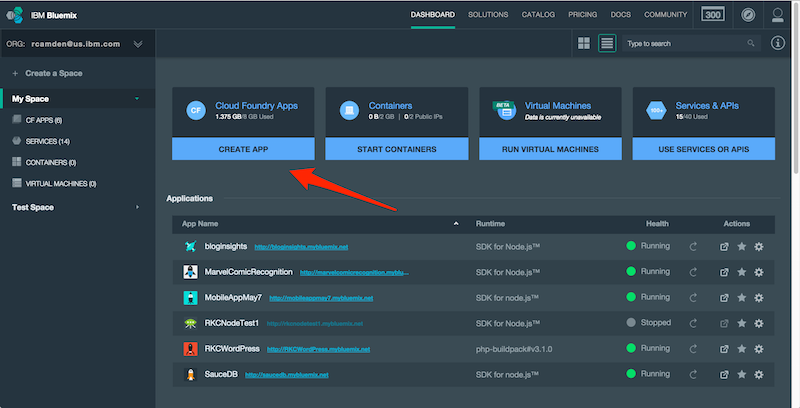 IBM Bluemix
DASHBOARD SOLUTIONS CATALOG PRICING DOCS COMMUNITY 300
ORG: rcamden@us.ibm.com
Type to search
+ Create a Space
My Space
CF APPS (6)
SERVICES (14)
CONTAINERS (0)
VIRTUAL MACHINES (0)
Test Space
CF
Cloud Foundry Apps
1.375 GB/8 GB Used
CREATE APP
Containers
0 B/2 GB | 0/2 Public IPs
START CONTAINERS
BETA
Virtual Machines
Data is currently unavailable
RUN VIRTUAL MACHINES
100+
Services & APIs
15/40 Used
USE SERVICES OR APIS
Applications
App Name Runtime Health Actions
bloginsights http://bloginsights.mybluemix.net SDK for Node.js™ Running
MarvelComicRecognition http://marvelcomicrecognition.myblu... SDK for Node.js™ Running
MobileAppMay7 http://mobileappmay7.mybluemix.net SDK for Node.js™ Running
RKCNodeTest1 SDK for Node.js™ Stopped
RKCWordPress http://RKCWordPress.mybluemix.net php-buildpack#v3.1.0 Running
SauceDB http://saucedb.mybluemix.net SDK for node.js™ Running